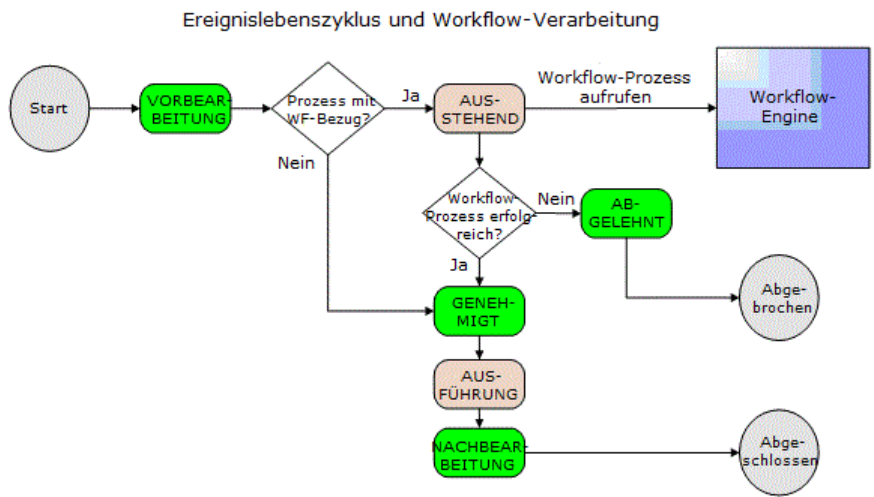 Ereignislebenszyklus und Workflow-Verarbeitung
Start
VORBEAR-
BEITUNG
Prozess mit
WF-Bezug?
Ja
AUS-
STEHEND
Workflow-Prozess
aufrufen
Workflow-
Engine
Nein
Workflow-
Prozess erfolg-
reich?
Nein
AB-
GELEHNT
Ja
Abge-
brochen
GENEH-
MIGT
AUS-
FÜHRUNG
NACHBEAR-
BEITUNG
Abge-
schlossen